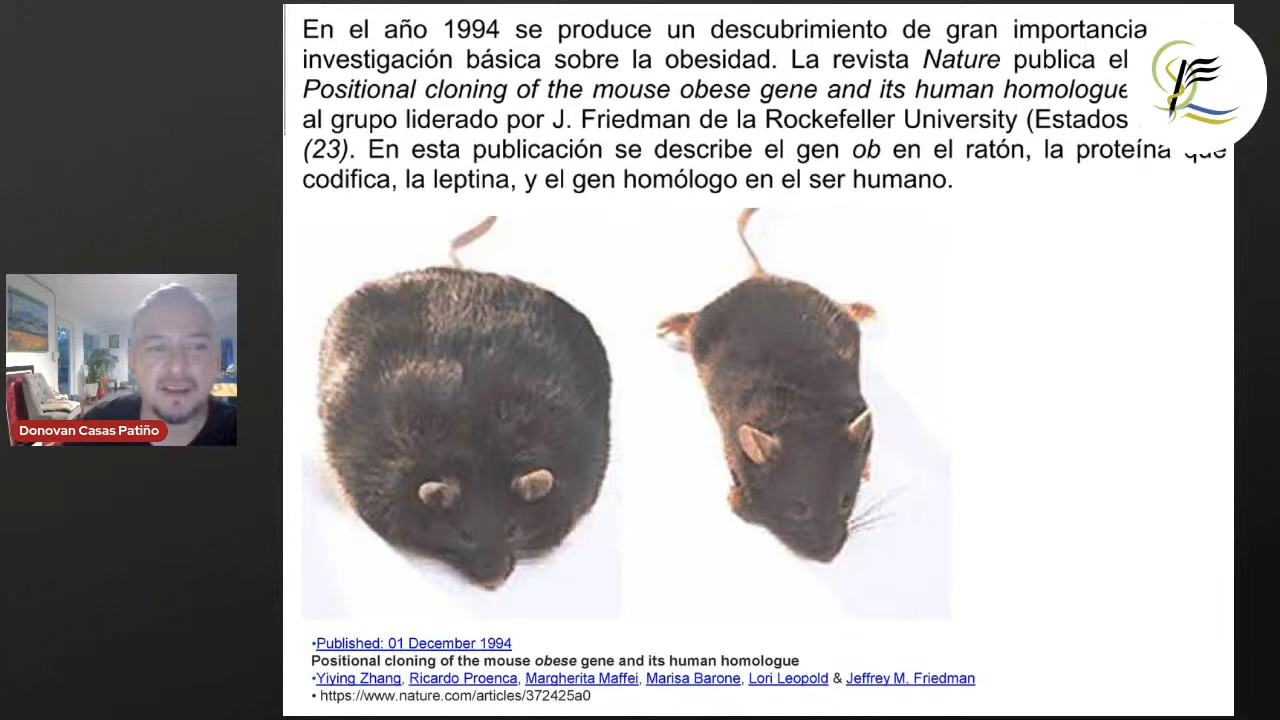 En el año 1994 se produce un descubrimiento de gran importancia
investigación básica sobre la obesidad. La revista Nature publica el
Positional cloning of the mouse obese gene and its human homologue
al grupo liderado por J. Friedman de la Rockefeller University (Estados
(23). En esta publicación se describe el gen ob en el ratón, la proteína que
codifica, la leptina, y el gen homólogo en el ser humano.
Donovan Casas Patiño
•Published: 01 December 1994
Positional cloning of the mouse obese gene and its human homologue
•Yiying Zhang, Ricardo Proenca, Margherita Maffei, Marisa Barone, Lori Leopold & Jeffrey M. Friedman
• https://www.nature.com/articles/372425a0